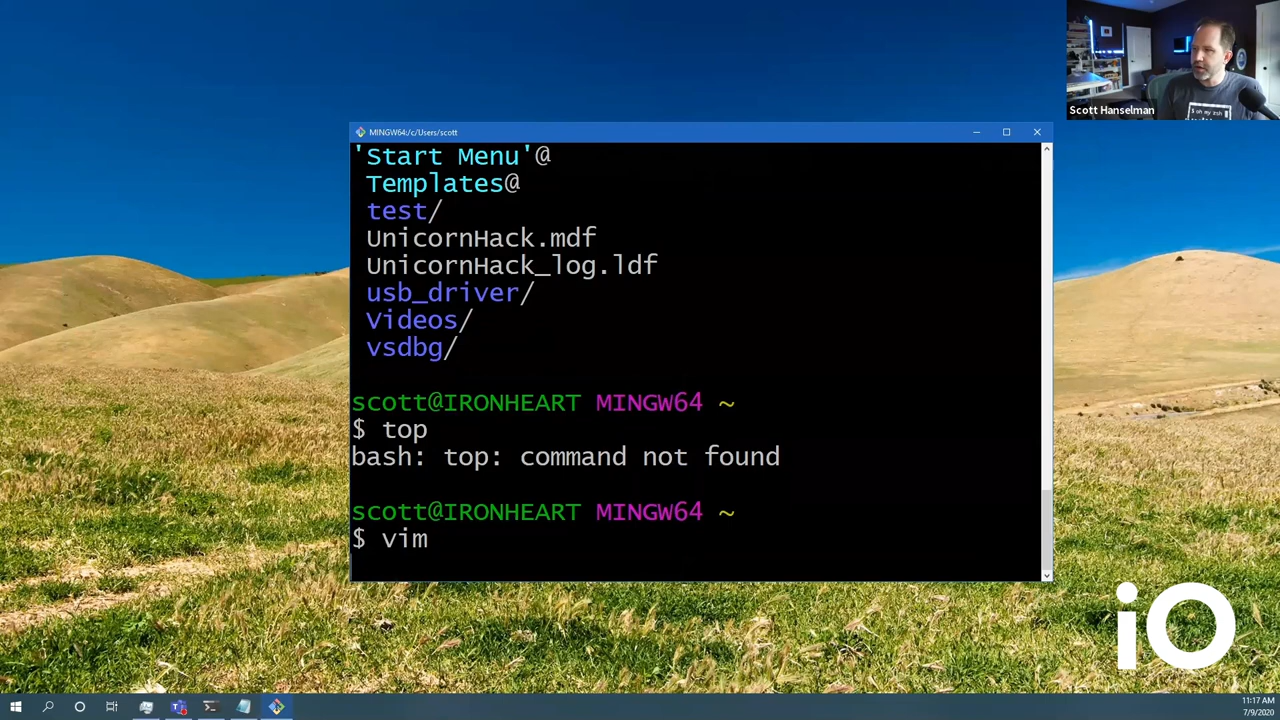 Scott Hanselman
MINGW64:/c/Users/scott
'Start Menu'@
Templates@
test/
UnicornHack.mdf
UnicornHack_log.ldf
usb_driver/
Videos/
vsdbg/
scott@IRONHEART MINGW64 ~
$ top
bash: top: command not found
scott@IRONHEART MINGW64 ~
$ vim
iO
11:17 AM
7/9/2020